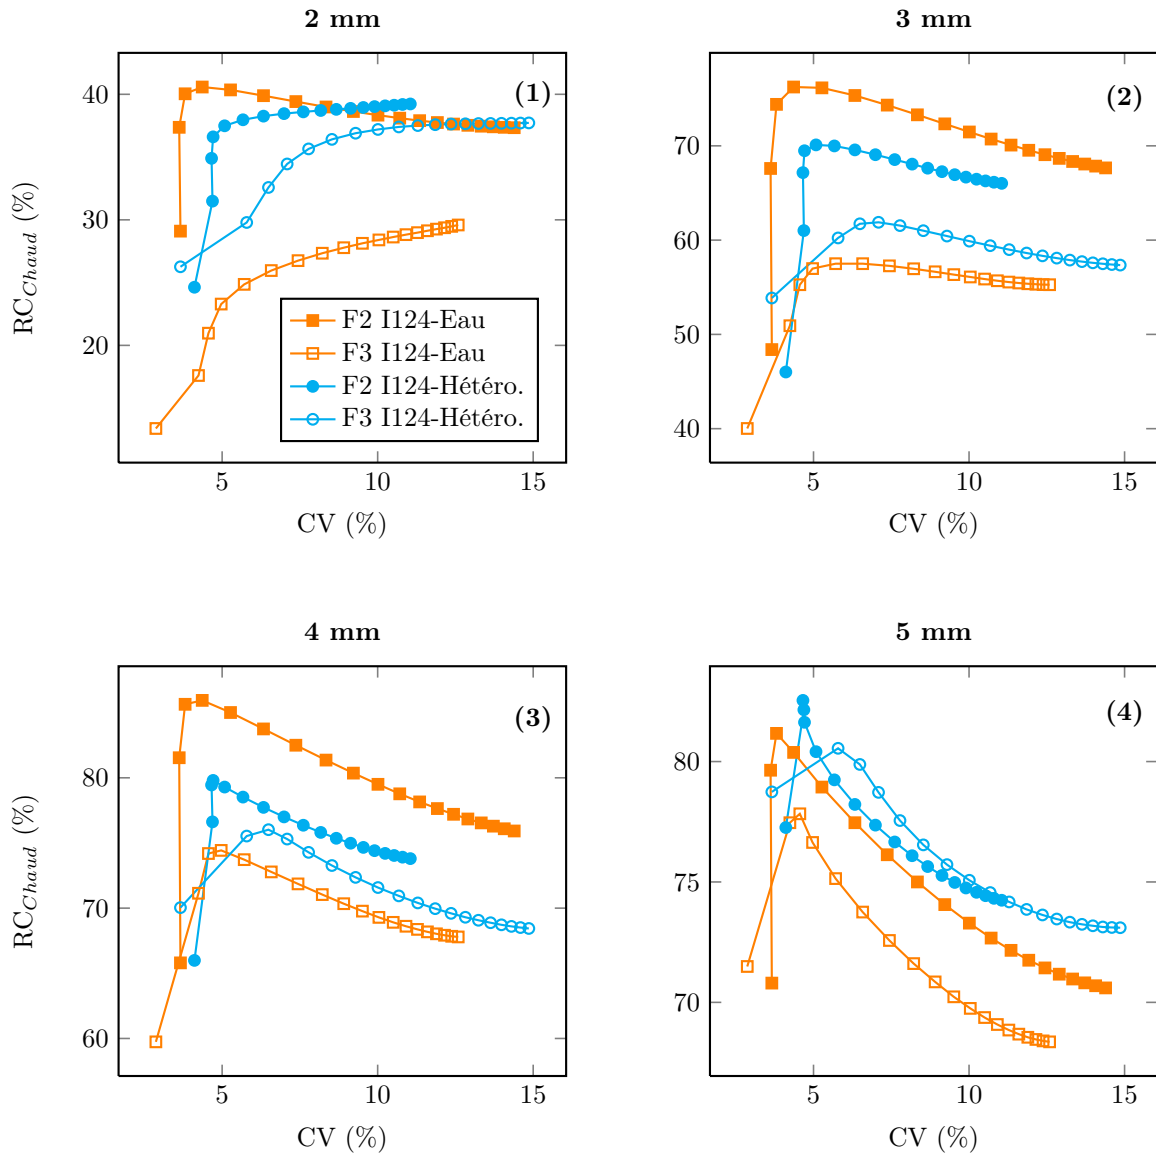 2 mm
3 mm
(1)
(2)
40
30
20
70
60
50
40
RC_Chaud (%)
F2 I124-Eau
F3 I124-Eau
F2 I124-Hétéro.
F3 I124-Hétéro.
5 10 15
5 10 15
CV (%)
CV (%)
4 mm
5 mm
(3)
(4)
80
70
60
80
75
70
RC_Chaud (%)
5 10 15
5 10 15
CV (%)
CV (%)